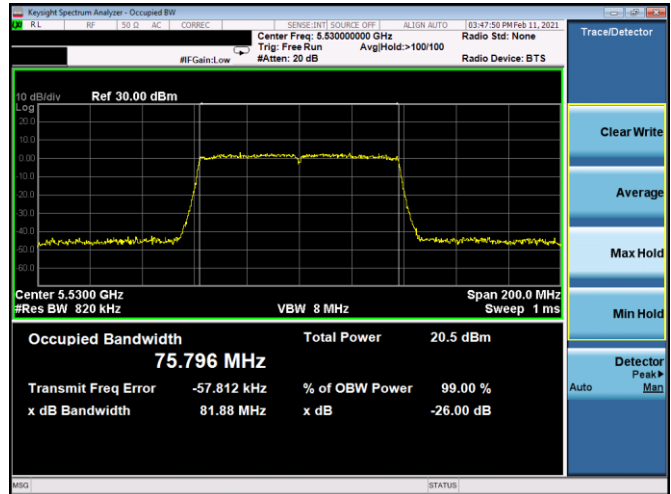 Keysight Spectrum Analyzer - Occupied BW
RL RF 50 Ω AC CORREC SENSE:INT SOURCE OFF ALIGN AUTO 03:47:50 PM Feb 11, 2021
Center Freq: 5.530000000 GHz Radio Std: None
Trig: Free Run Avg|Hold:>100/100
#IFGain:Low #Atten: 20 dB Radio Device: BTS
Trace/Detector
10 dB/div Ref 30.00 dBm
Log
20.0
10.0
0.00
-10.0
-20.0
-30.0
-40.0
-50.0
-60.0
Center 5.5300 GHz Span 200.0 MHz
#Res BW 820 kHz VBW 8 MHz Sweep 1 ms
Occupied Bandwidth Total Power 20.5 dBm
75.796 MHz
Transmit Freq Error -57.812 kHz % of OBW Power 99.00 %
x dB Bandwidth 81.88 MHz x dB -26.00 dB
Clear Write
Average
Max Hold
Min Hold
Detector
Peak▶
Auto Man
MSG STATUS